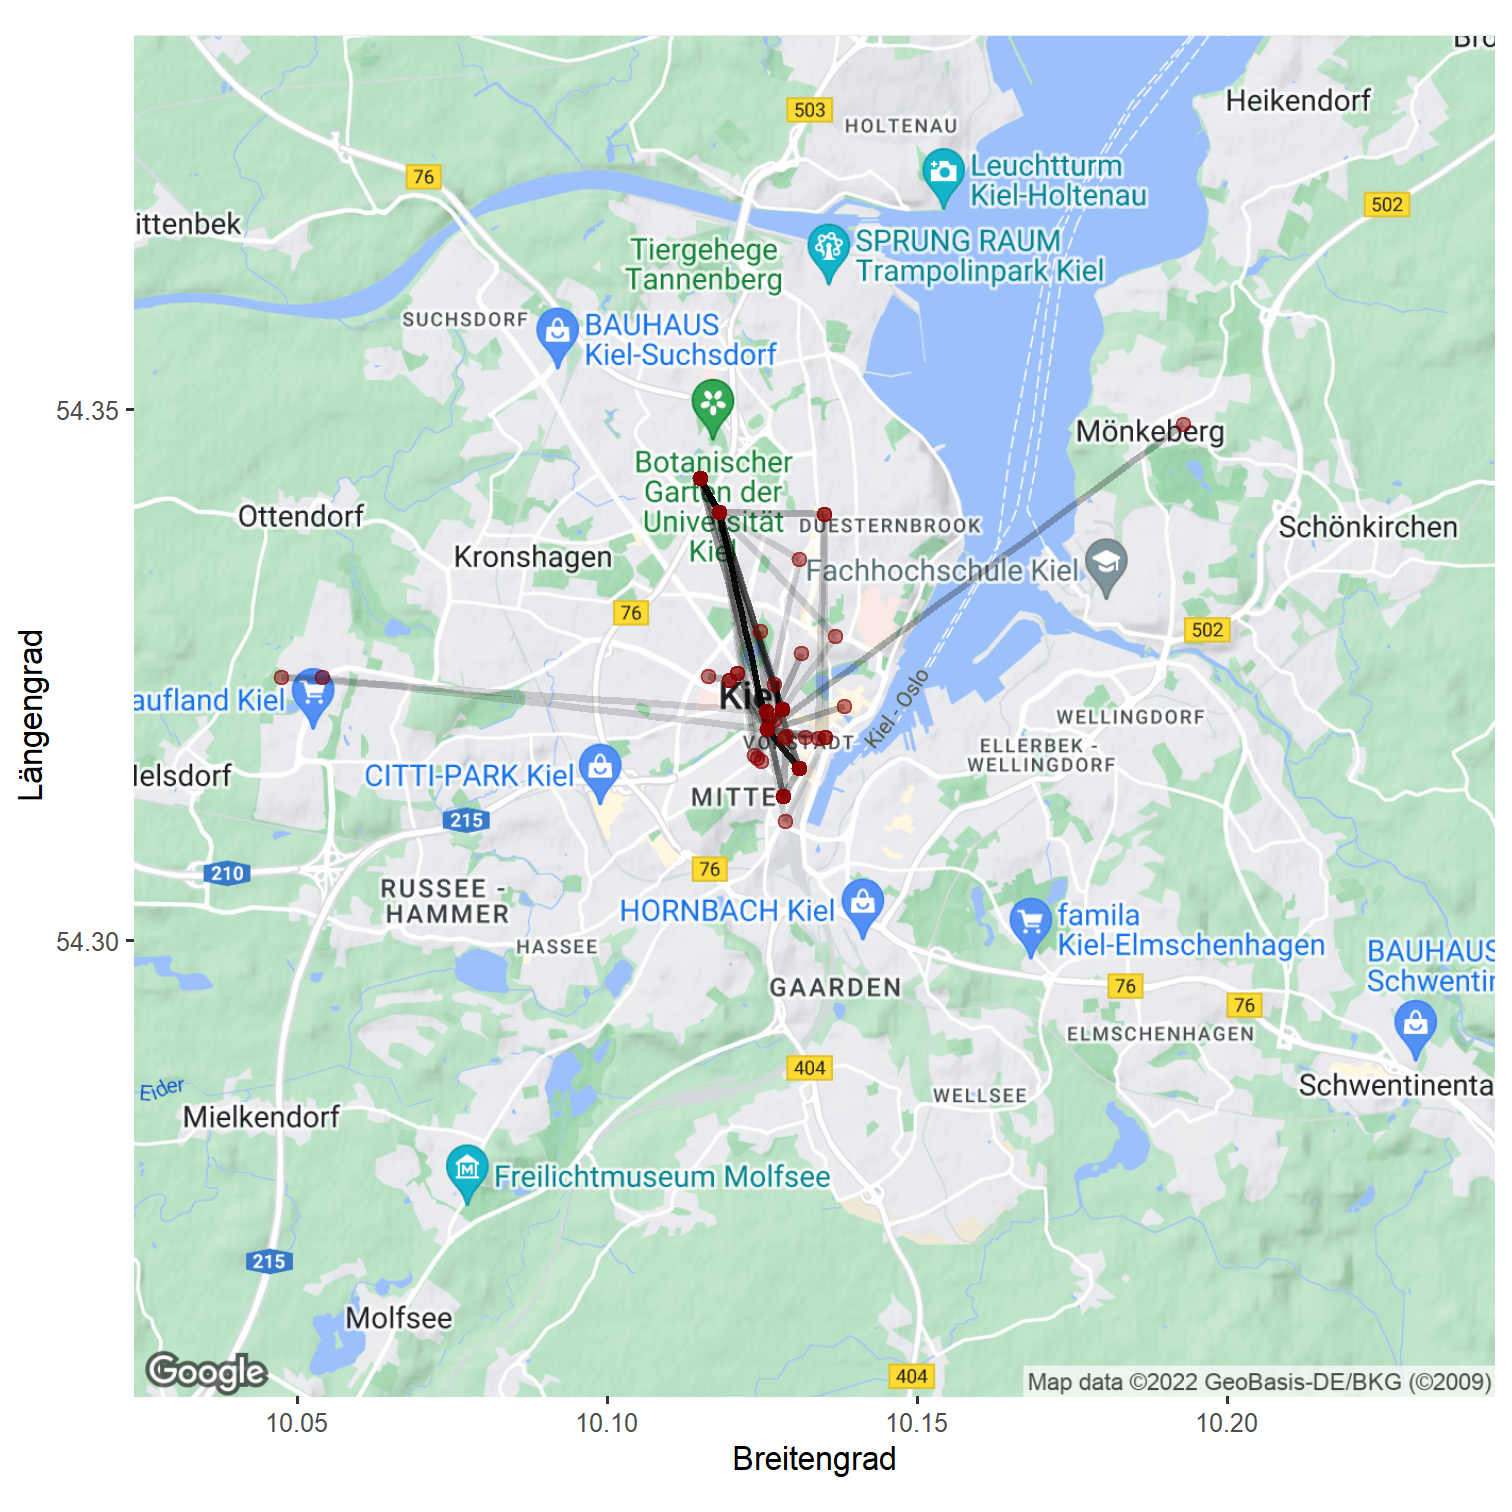 Bro
Heikendorf
503
HOLTENAU
Leuchtturm
Kiel-Holtenau
76
502
ittenbek
Tiergehege
Tannenberg
SPRUNG RAUM
Trampolinpark Kiel
SUCHSDORF
BAUHAUS
Kiel-Suchsdorf
54.35
Mönkeberg
Botanischer
Garten der
Universität
Kiel
Ottendorf
DUESTERNBROOK
Schönkirchen
Kronshagen
Fachhochschule Kiel
76
502
Längengrad
aufland Kiel
Kiel
Kiel - Oslo
WELLINGDORF
VORSTADT
ELLERBEK -
WELLINGDORF
elsdorf
CITTI-PARK Kiel
MITTE
215
210
76
RUSSEE -
HAMMER
HORNBACH Kiel
famila
Kiel-Elmschenhagen
54.30
HASSEE
BAUHAUS
Schwentin
GAARDEN
76
76
ELMSCHENHAGEN
404
Eider
WELLSEE
Schwentinenta
Mielkendorf
M
Freilichtmuseum Molfsee
215
Molfsee
Google
404
Map data ©2022 GeoBasis-DE/BKG (©2009)
10.05
10.10
10.15
10.20
Breitengrad